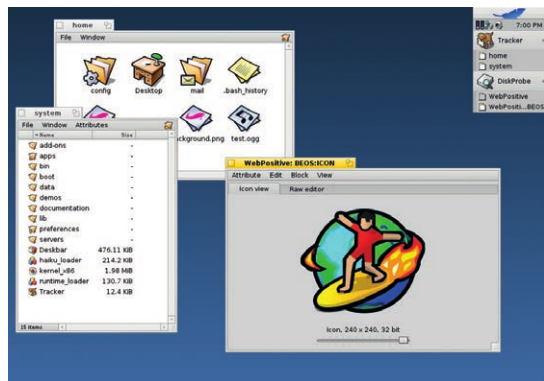 home
File Window
config Desktop mail .bash_history
ckground.png test.ogg
7:00 PM
Tracker
home
system
DiskProbe
WebPositive
WebPositi...BEOS
system
File Window Attributes
Name Size
add-ons -
apps -
bin -
boot -
data -
demos -
documentation -
lib -
preferences -
servers -
Deskbar 476.11 KiB
haiku_loader 214.2 KiB
kernel_x86 1.98 MiB
runtime_loader 130.7 KiB
Tracker 12.4 KiB
15 items
WebPositive: BEOS:ICON
Attribute Edit Block View
Icon view Raw editor
Icon, 240 x 240, 32 bit